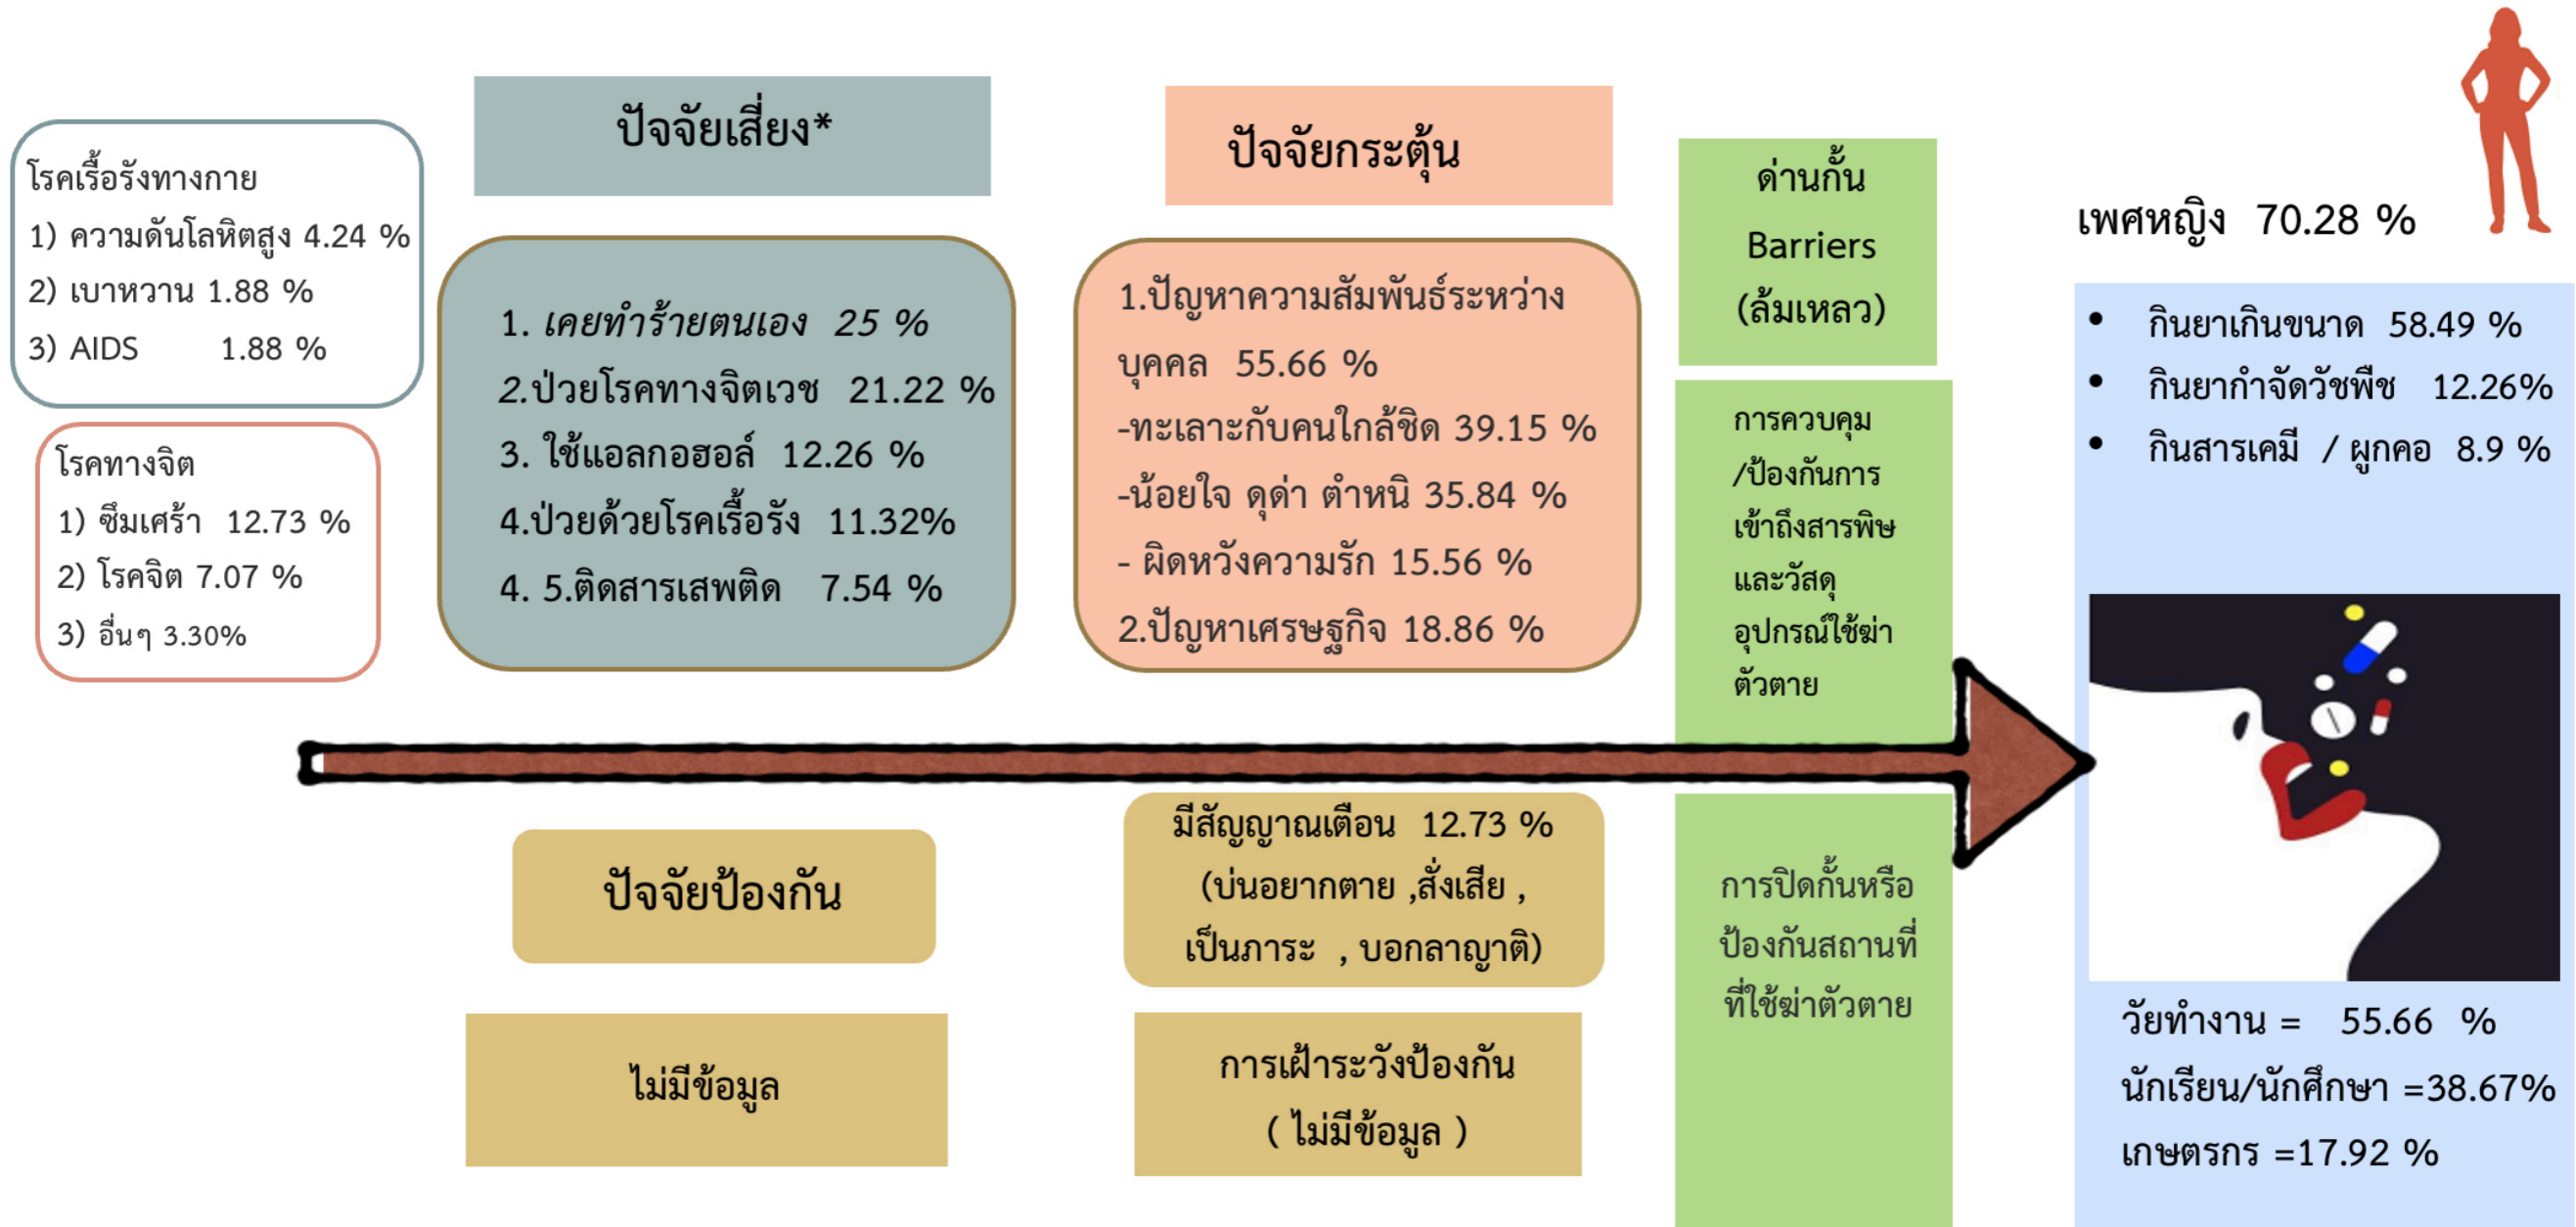 โรคเรื้อรังทางกาย
1) ความดันโลหิตสูง 4.24 %
2) เบาหวาน 1.88 %
3) AIDS 1.88 %
โรคทางจิต
1) ซึมเศร้า 12.73 %
2) โรคจิต 7.07 %
3) อื่นๆ 3.30%
ปัจจัยเสี่ยง*
1. เคยทำร้ายตนเอง 25 %
2.ป่วยโรคทางจิตเวช 21.22 %
3. ใช้แอลกอฮอล์ 12.26 %
4.ป่วยด้วยโรคเรื้อรัง 11.32%
4. 5.ติดสารเสพติด 7.54 %
ปัจจัยกระตุ้น
1.ปัญหาความสัมพันธ์ระหว่าง
บุคคล 55.66 %
-ทะเลาะกับคนใกล้ชิด 39.15 %
-น้อยใจ ดุด่า ตำหนิ 35.84 %
- ผิดหวังความรัก 15.56 %
2.ปัญหาเศรษฐกิจ 18.86 %
ด่านกั้น
Barriers
(ล้มเหลว)
การควบคุม
/ป้องกันการ
เข้าถึงสารพิษ
และวัสดุ
อุปกรณ์ใช้ฆ่า
ตัวตาย
เพศหญิง 70.28 %
• กินยาเกินขนาด 58.49 %
• กินยากำจัดวัชพืช 12.26%
• กินสารเคมี / ผูกคอ 8.9 %
ปัจจัยป้องกัน
ไม่มีข้อมูล
มีสัญญาณเตือน 12.73 %
(บ่นอยากตาย ,สั่งเสีย ,
เป็นภาระ , บอกลาญาติ)
การเฝ้าระวังป้องกัน
( ไม่มีข้อมูล )
การปิดกั้นหรือ
ป้องกันสถานที่
ที่ใช้ฆ่าตัวตาย
วัยทำงาน = 55.66 %
นักเรียน/นักศึกษา =38.67%
เกษตรกร =17.92 %